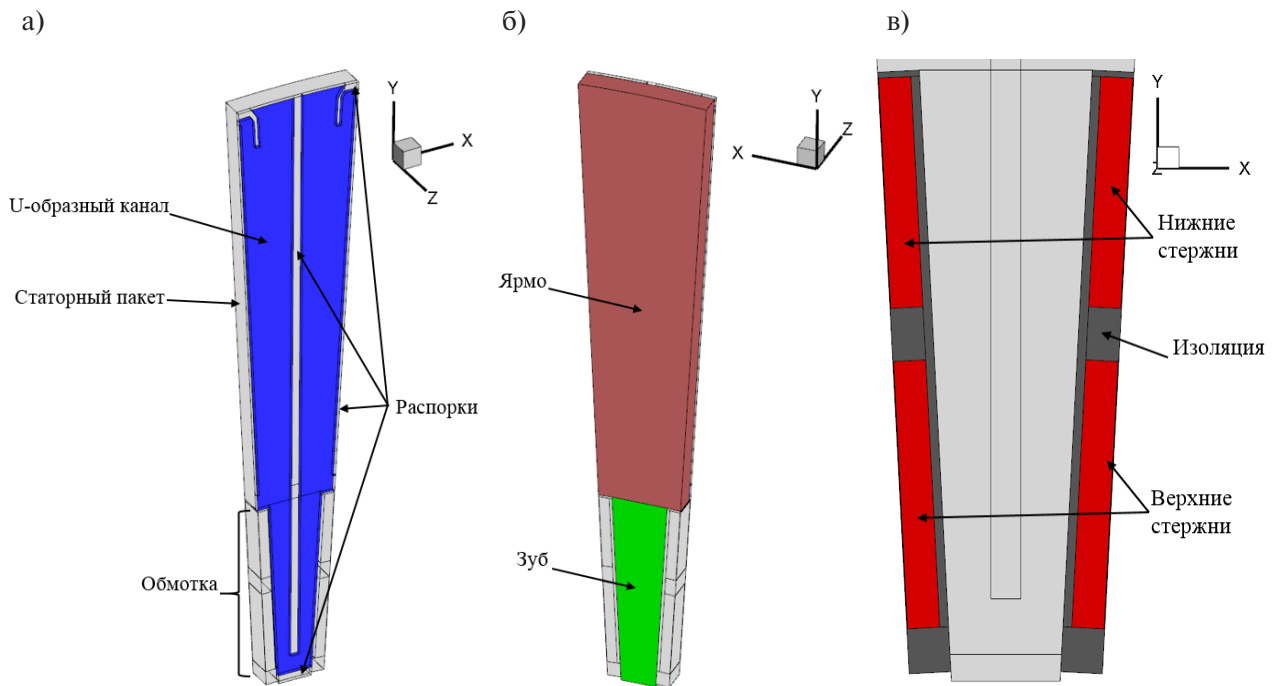 а)
б)
в)
Y
X
Z
U-образный канал
Статорный пакет
Распорки
Обмотка
Y
Z
X
Ярмо
Зуб
Y
Z
X
Нижние
стержни
Изоляция
Верхние
стержни